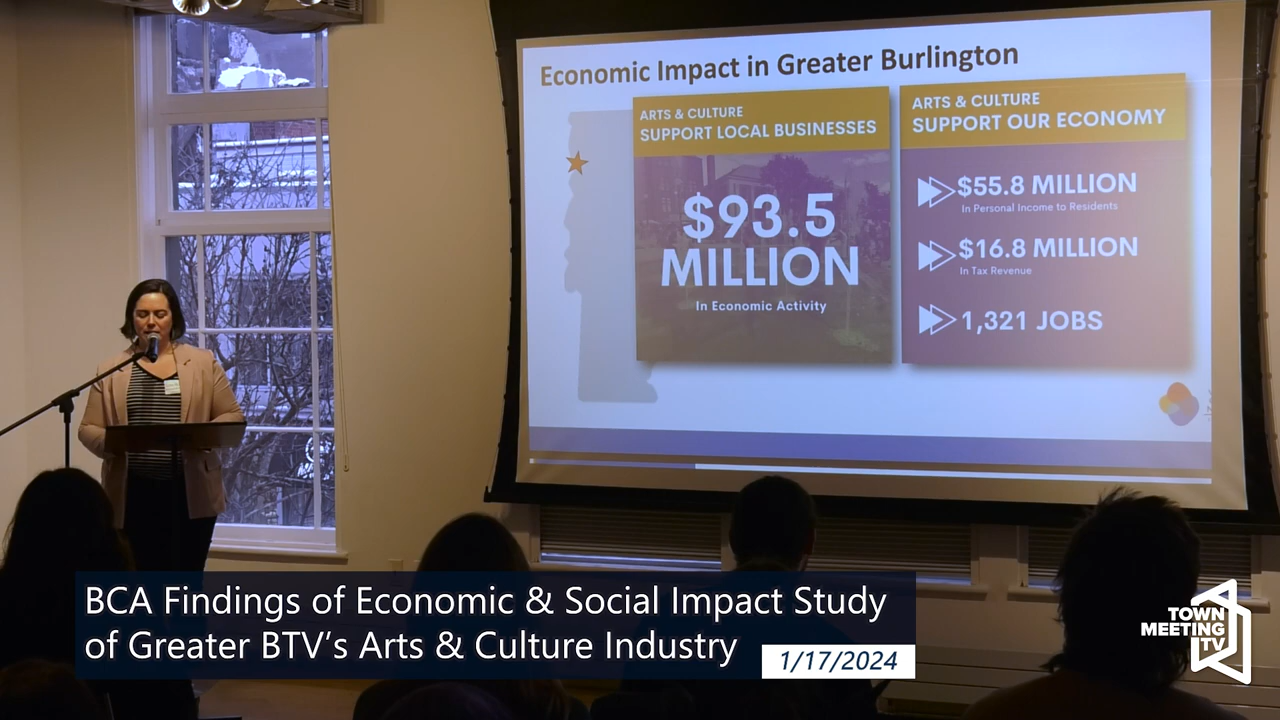 Economic Impact in Greater Burlington
ARTS & CULTURE
SUPPORT LOCAL BUSINESSES
$93.5
MILLION
In Economic Activity
ARTS & CULTURE
SUPPORT OUR ECONOMY
$55.8 MILLION
In Personal Income to Residents
$16.8 MILLION
In Tax Revenue
1,321 JOBS
BCA Findings of Economic & Social Impact Study
of Greater BTV's Arts & Culture Industry
1/17/2024
TOWN
MEETING
TV